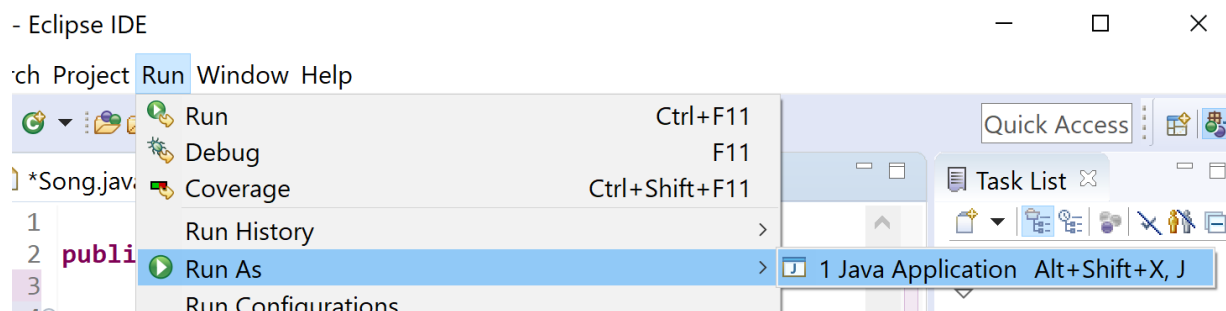 - Eclipse IDE
rch Project Run Window Help
Run Ctrl+F11
Quick Access
Debug F11
*Song.java
Coverage Ctrl+Shift+F11
Task List
1
Run History
2 publi
Run As
1 Java Application Alt+Shift+X, J
3
Run Configurations